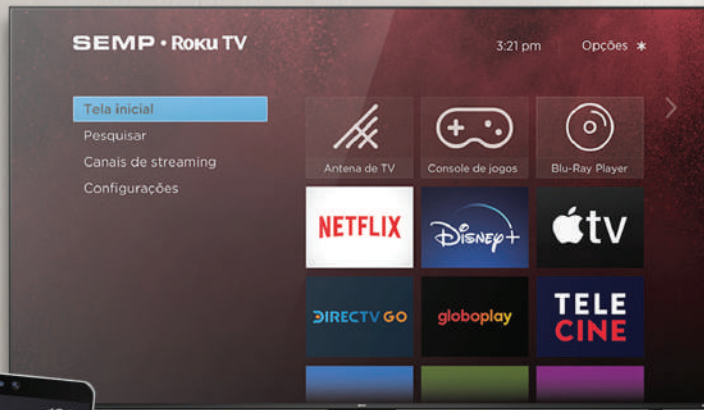 SEMP • Roku TV
3:21 pm
Opções *
Tela inicial
Pesquisar
Canais de streaming
Configurações
Antena de TV
Console de jogos
Blu-Ray Player
NETFLIX
Disney+
tv
DIRECTV GO
globoplay
TELE
CINE